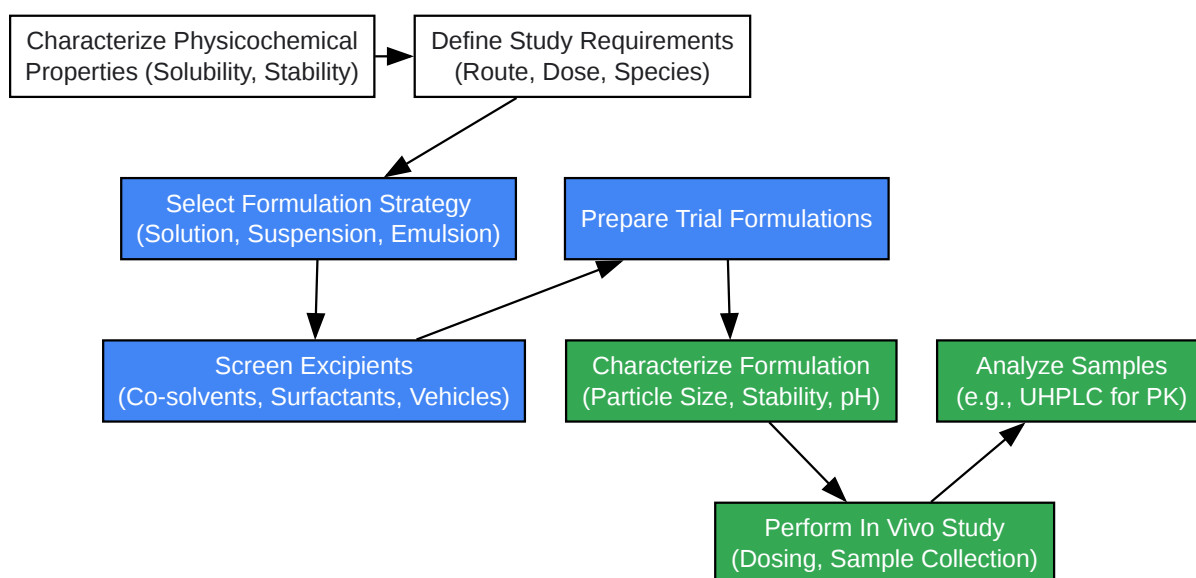 Characterize Physicochemical
Properties (Solubility, Stability)
Define Study Requirements
(Route, Dose, Species)
Select Formulation Strategy
(Solution, Suspension, Emulsion)
Screen Excipients
(Co-solvents, Surfactants, Vehicles)
Prepare Trial Formulations
Characterize Formulation
(Particle Size, Stability, pH)
Perform In Vivo Study
(Dosing, Sample Collection)
Analyze Samples
(e.g., UHPLC for PK)